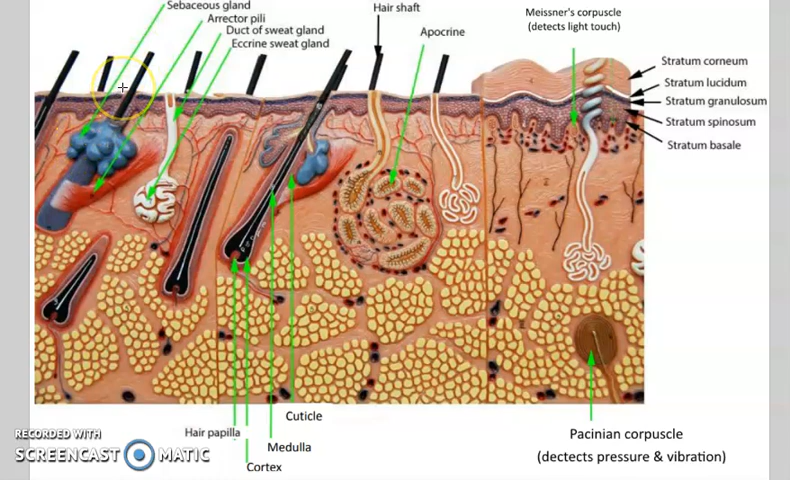 Sebaceous gland
Arrector pili
Duct of sweat gland
Eccrine sweat gland
Hair shaft
Apocrine
Meissner's corpuscle
(detects light touch)
Stratum corneum
Stratum lucidum
Stratum granulosum
Stratum spinosum
Stratum basale
Cuticle
Hair papilla
Medulla
Cortex
Pacinian corpuscle
(dectects pressure & vibration)
RECORDED WITH
SCREENCAST MATIC